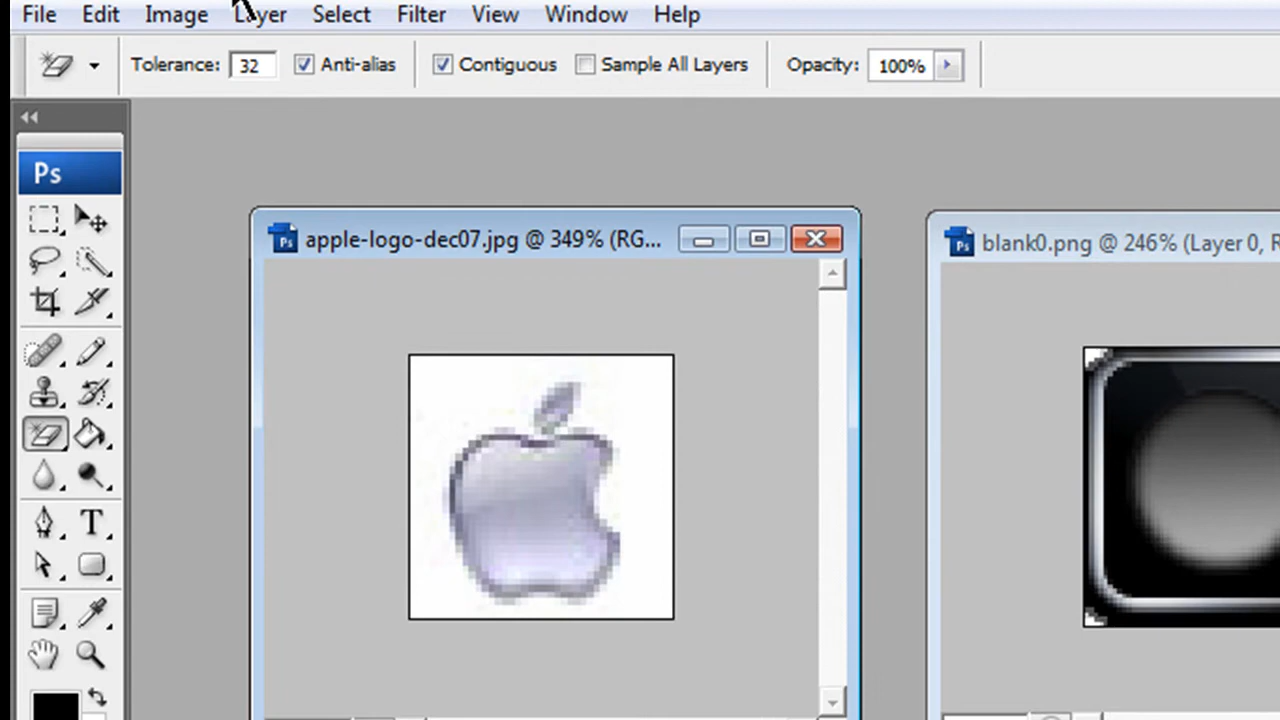 File Edit Image Layer Select Filter View Window Help
Tolerance: 32 Anti-alias Contiguous Sample All Layers Opacity: 100%
Ps
apple-logo-dec07.jpg @ 349% (RG...
blank0.png @ 246% (Layer 0, R
T